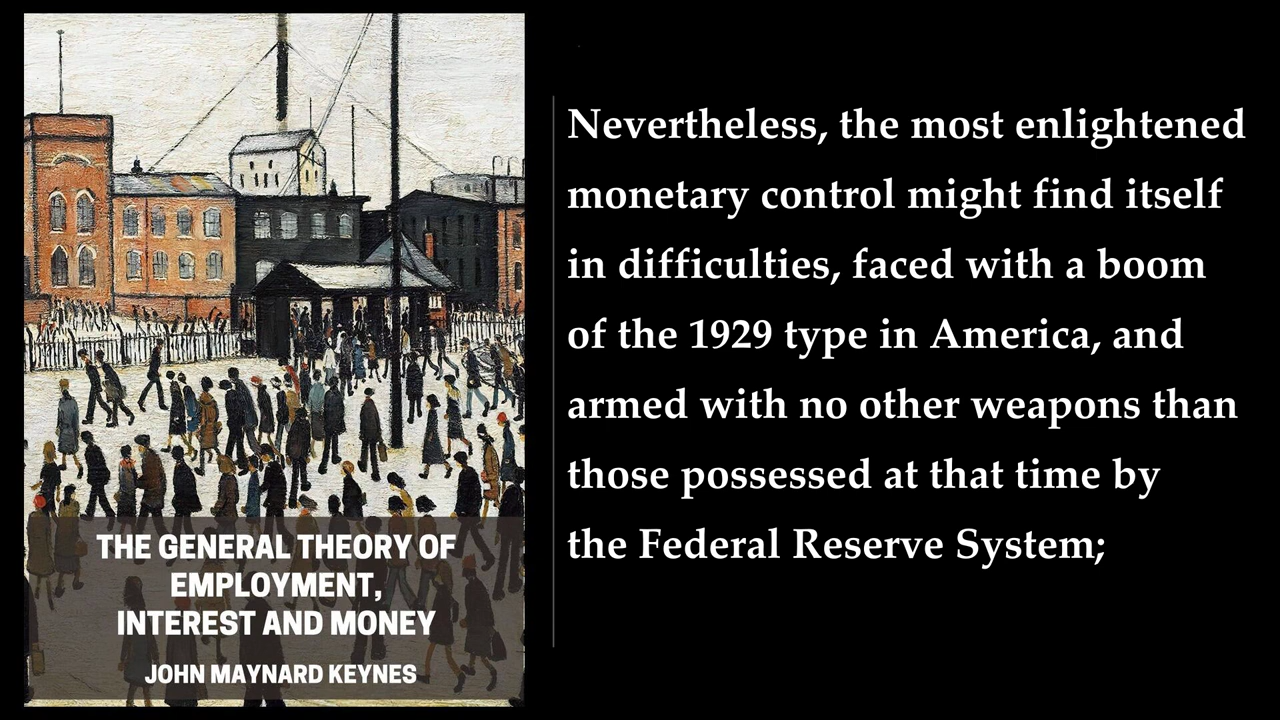 THE GENERAL THEORY OF
EMPLOYMENT,
INTEREST AND MONEY
JOHN MAYNARD KEYNES
Nevertheless, the most enlightened
monetary control might find itself
in difficulties, faced with a boom
of the 1929 type in America, and
armed with no other weapons than
those possessed at that time by
the Federal Reserve System;